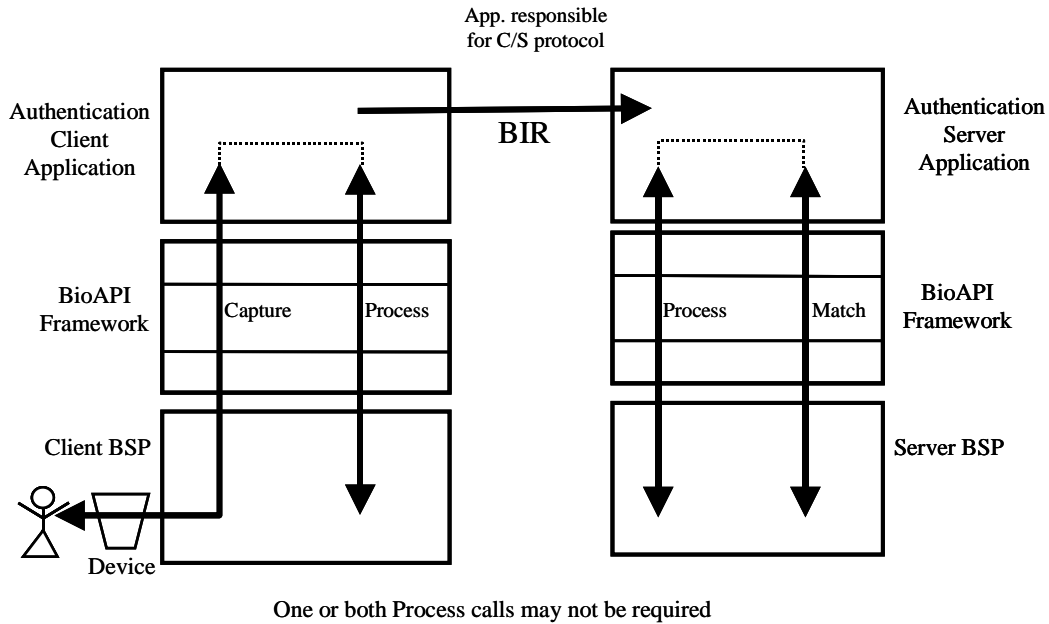 App. responsible
for C/S protocol
Authentication
Client
Application
BIR
Authentication
Server
Application
BioAPI
Framework
Capture
Process
Process
Match
BioAPI
Framework
Client BSP
Server BSP
Device
One or both Process calls may not be required